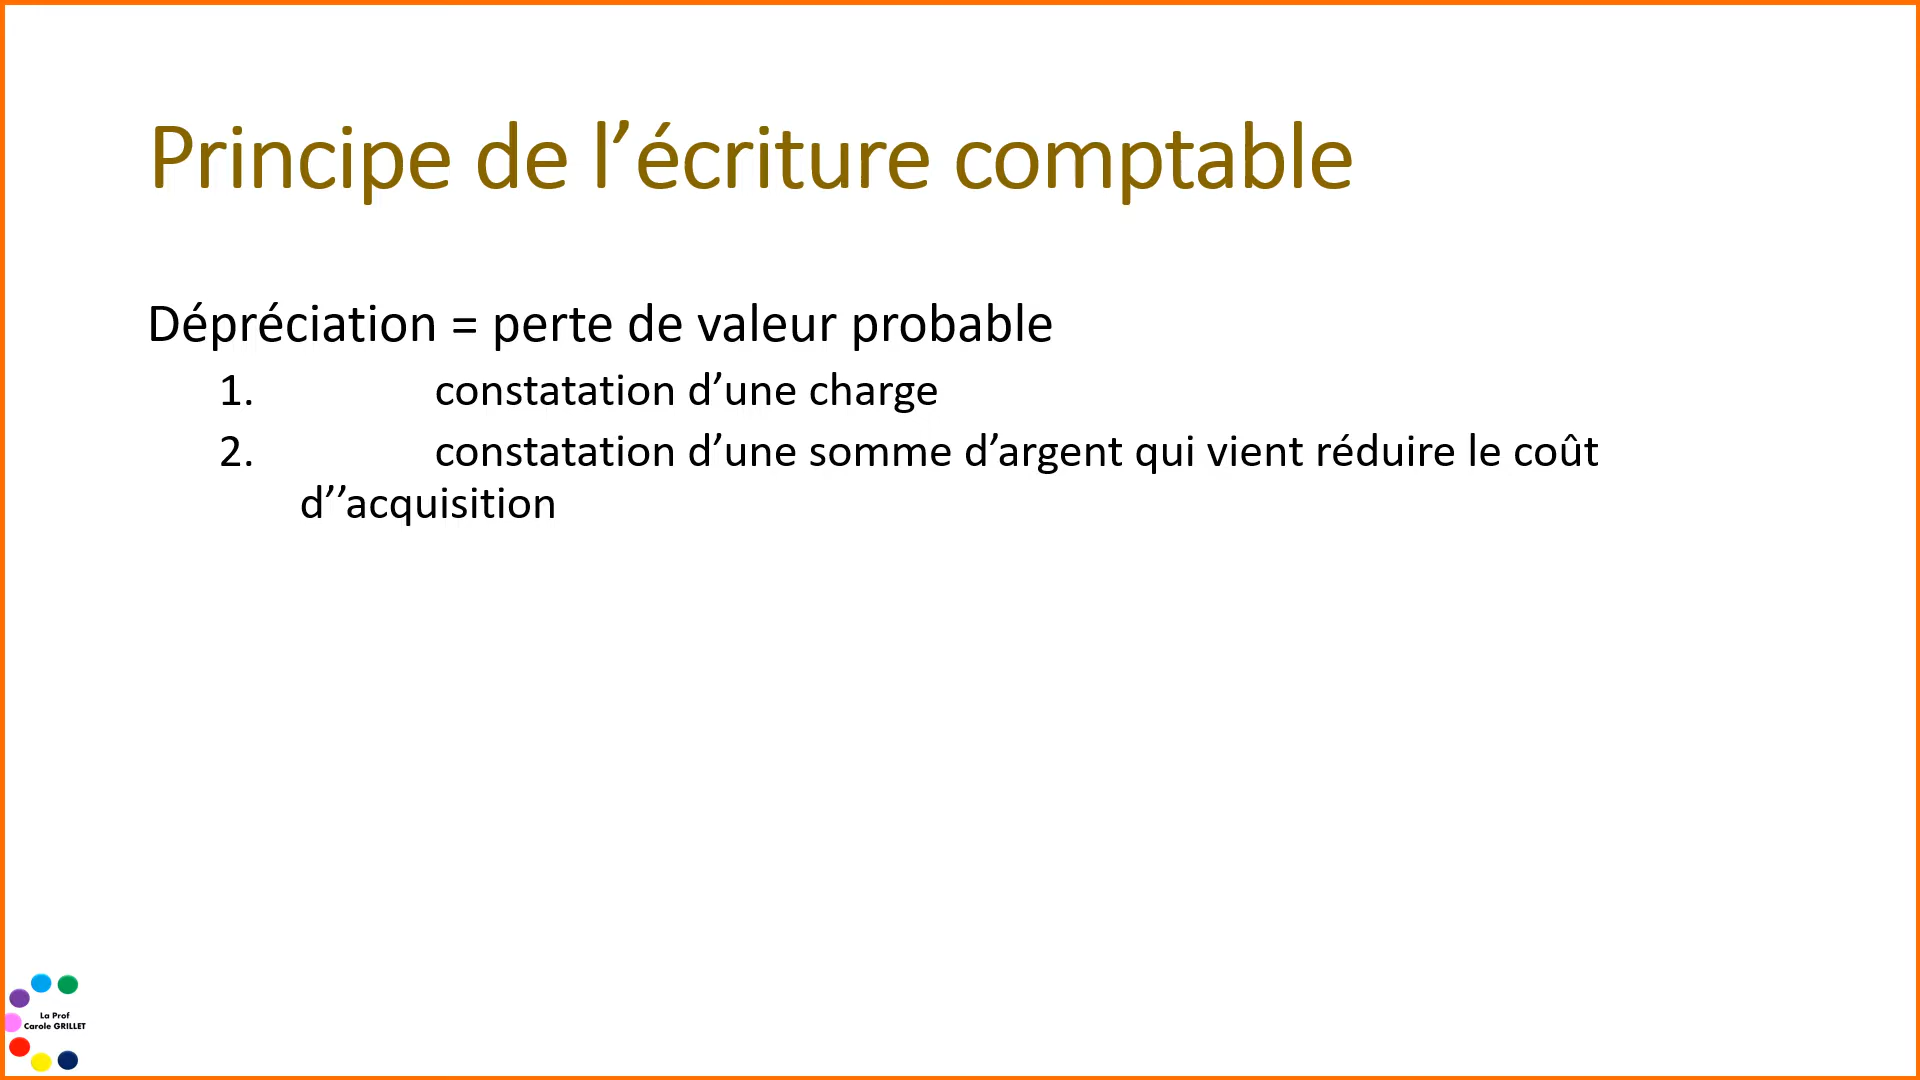 Principe de l’écriture comptable
Dépréciation = perte de valeur probable
1. constatation d’une charge
2. constatation d’une somme d’argent qui vient réduire le coût
d’’acquisition
La Prof
Carole GRILLET